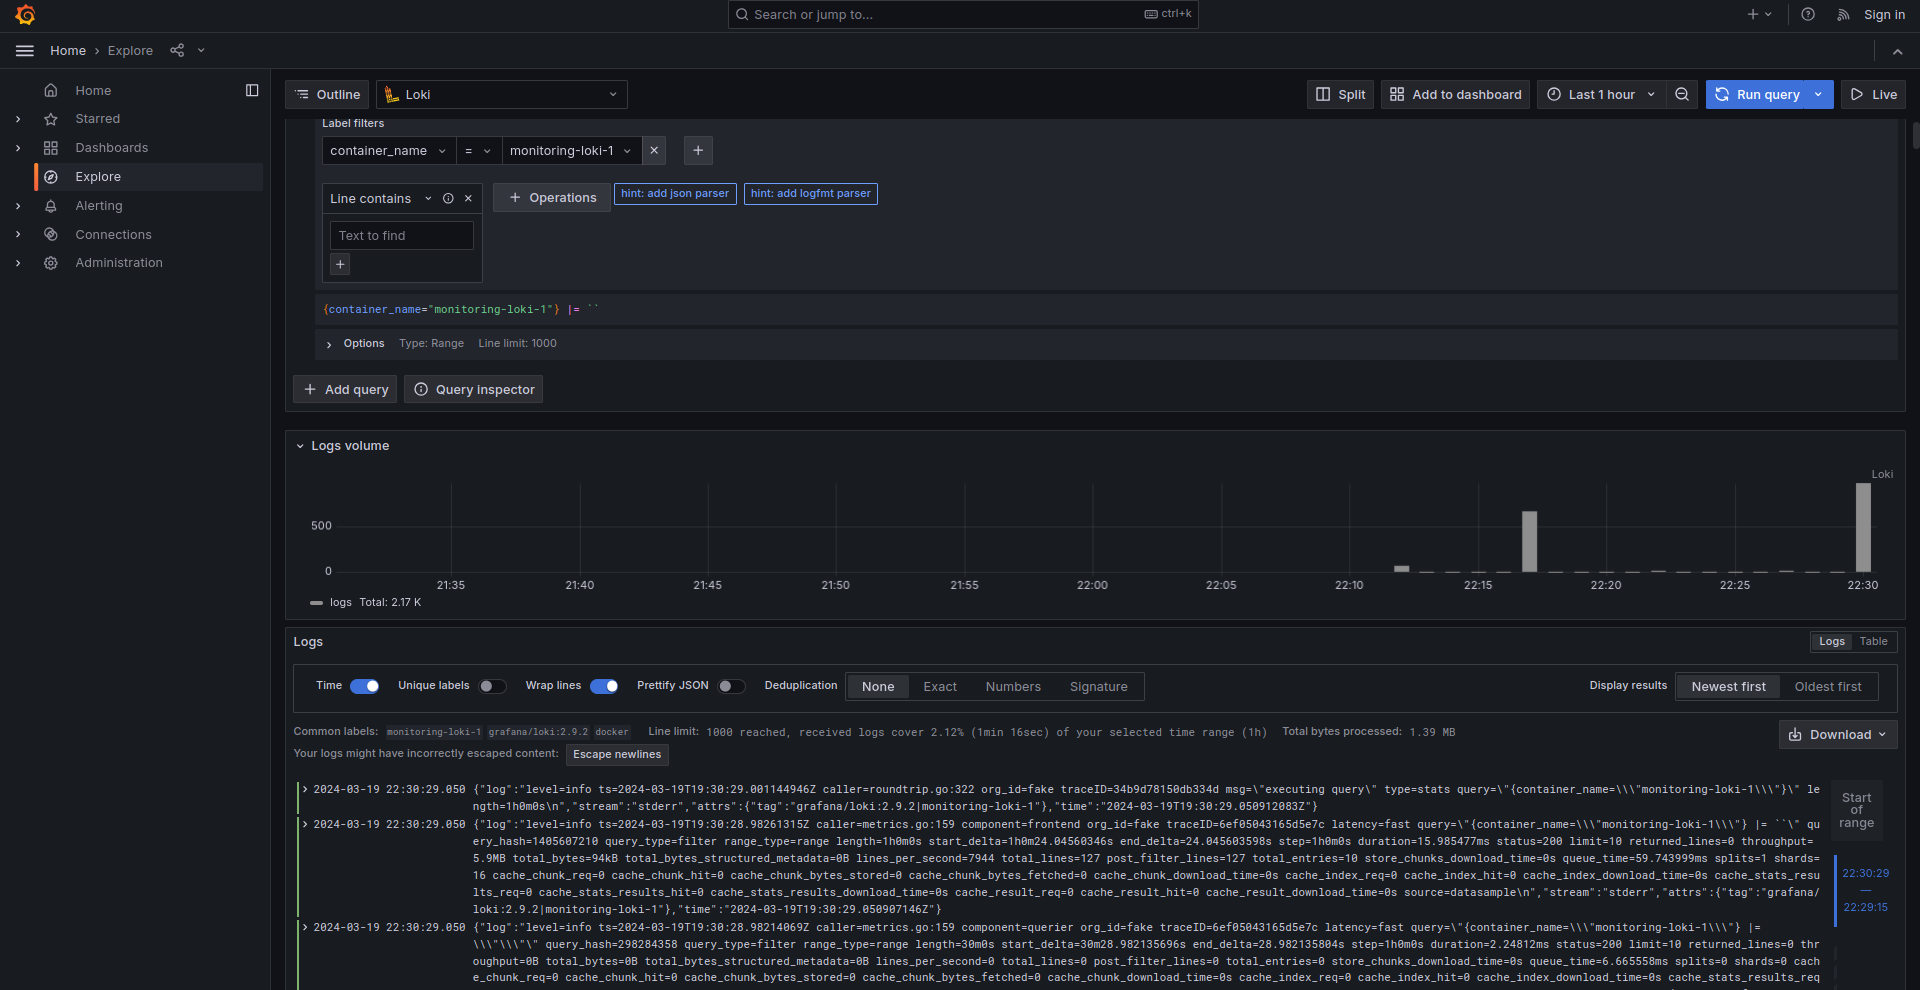 Search or jump to...
ctrl+k
Sign in
Home › Explore
Home
Starred
Dashboards
Explore
Alerting
Connections
Administration
Outline
Loki
Split
Add to dashboard
Last 1 hour
Run query
Live
Label filters
container_name
=
monitoring-loki-1
Line contains
Operations
hint: add json parser
hint: add logfmt parser
Text to find
{container_name="monitoring-loki-1"} |= ``
Options Type: Range Line limit: 1000
Add query
Query inspector
Logs volume
Loki
500
0
21:35 21:40 21:45 21:50 21:55 22:00 22:05 22:10 22:15 22:20 22:25 22:30
logs Total: 2.17 K
Logs
Logs Table
Time Unique labels Wrap lines Prettify JSON Deduplication None Exact Numbers Signature
Display results Newest first Oldest first
Common labels: monitoring-loki-1 grafana/loki:2.9.2 docker Line limit: 1000 reached, received logs cover 2.12% (1min 16sec) of your selected time range (1h) Total bytes processed: 1.39 MB
Download
Your logs might have incorrectly escaped content: Escape newlines
2024-03-19 22:30:29.050 {"log":"level=info ts=2024-03-19T19:30:29.001144946Z caller=roundtrip.go:322 org_id=fake traceID=34b9d78150db334d msg=\"executing query\" type=stats query=\"{container_name=\\\"monitoring-loki-1\\\"}\" le
ngth=1h0m0s\n","stream":"stderr","attrs":{"tag":"grafana/loki:2.9.2|monitoring-loki-1"},"time":"2024-03-19T19:30:29.050912083Z"}
2024-03-19 22:30:29.050 {"log":"level=info ts=2024-03-19T19:30:28.98261315Z caller=metrics.go:159 component=frontend org_id=fake traceID=6ef05043165d5e7c latency=fast query=\"{container_name=\\\"monitoring-loki-1\\\"} |= ``\" qu
ery_hash=1405607210 query_type=filter range_type=range length=1h0m0s start_delta=1h0m24.04560346s end_delta=24.045603598s step=1h0m0s duration=15.985477ms status=200 limit=10 returned_lines=0 throughput=
5.9MB total_bytes=94kB total_bytes_structured_metadata=0B lines_per_second=7944 total_lines=127 post_filter_lines=127 total_entries=10 store_chunks_download_time=0s queue_time=59.743999ms splits=1 shards=
16 cache_chunk_req=0 cache_chunk_hit=0 cache_chunk_bytes_stored=0 cache_chunk_bytes_fetched=0 cache_chunk_download_time=0s cache_index_req=0 cache_index_hit=0 cache_index_download_time=0s cache_stats_resu
lts_req=0 cache_stats_results_hit=0 cache_stats_results_download_time=0s cache_result_req=0 cache_result_hit=0 cache_result_download_time=0s source=datasample\n","stream":"stderr","attrs":{"tag":"grafana/
loki:2.9.2|monitoring-loki-1"},"time":"2024-03-19T19:30:29.050907146Z"}
2024-03-19 22:30:29.050 {"log":"level=info ts=2024-03-19T19:30:28.98214069Z caller=metrics.go:159 component=querier org_id=fake traceID=6ef05043165d5e7c latency=fast query=\"{container_name=\\\"monitoring-loki-1\\\"} |=
\\\"\\\"\" query_hash=298284358 query_type=filter range_type=range length=30m0s start_delta=30m28.982135696s end_delta=28.982135804s step=1h0m0s duration=2.24812ms status=200 limit=10 returned_lines=0 thr
oughput=0B total_bytes=0B total_bytes_structured_metadata=0B lines_per_second=0 total_lines=0 post_filter_lines=0 total_entries=0 store_chunks_download_time=0s queue_time=6.665558ms splits=0 shards=0 cach
e_chunk_req=0 cache_chunk_hit=0 cache_chunk_bytes_stored=0 cache_chunk_bytes_fetched=0 cache_chunk_download_time=0s cache_index_req=0 cache_index_hit=0 cache_index_download_time=0s cache_stats_results_req
Start
of
range
22:30:29
—
22:29:15